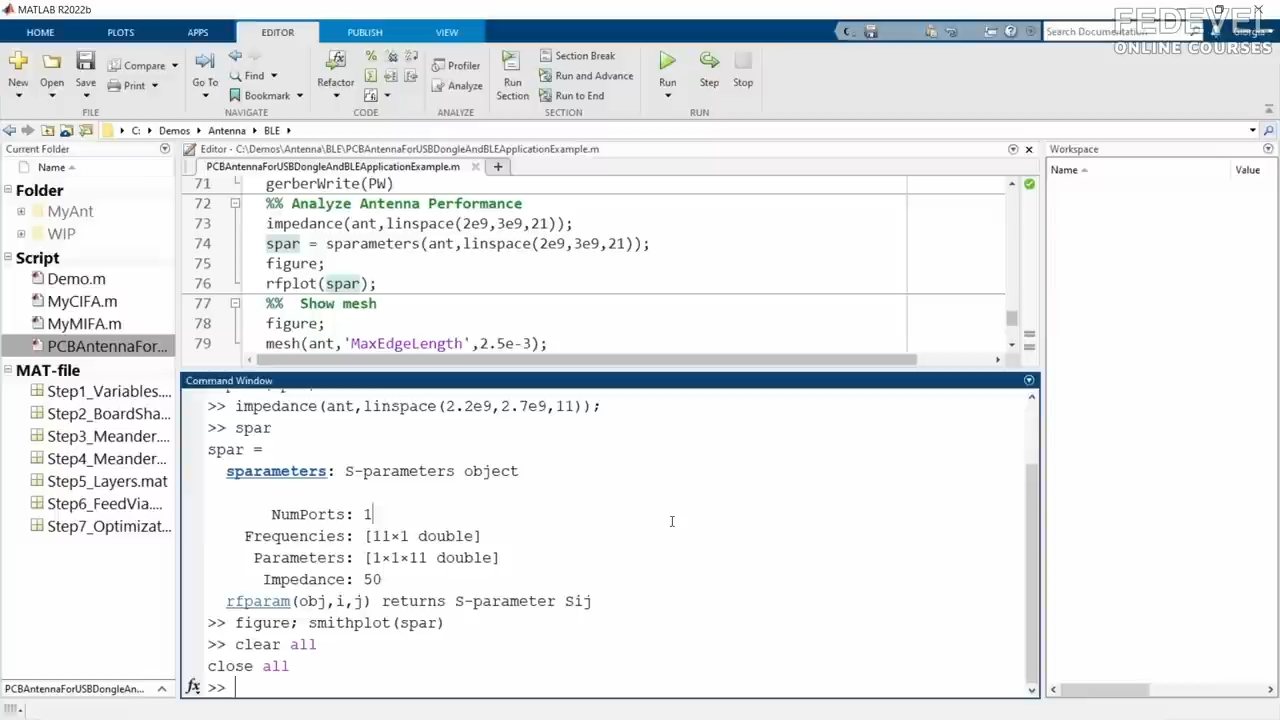 MATLAB R2022b
FEDEVEL
ONLINE COURSES
HOME PLOTS APPS EDITOR PUBLISH VIEW
Search Documentation
New Open Save Compare Print
Go To Find Bookmark
Refactor
Profiler
Analyze
Run Section
Section Break
Run and Advance
Run to End
Run Step Stop
FILE NAVIGATE CODE ANALYZE SECTION RUN
C: Demos Antenna BLE
Current Folder
Name
Folder
MyAnt
WIP
Script
Demo.m
MyCIFA.m
MyMIFA.m
PCBAntennaFor...
MAT-file
Step1_Variables....
Step2_BoardSha...
Step3_Meander...
Step4_Meander...
Step5_Layers.mat
Step6_FeedVia....
Step7_Optimizat...
PCBAntennaForUSBDongleAn...
Editor - C:\Demos\Antenna\BLE\PCBAntennaForUSBDongleAndBLEApplicationExample.m
PCBAntennaForUSBDongleAndBLEApplicationExample.m
71 gerberWrite(PW)
72 %% Analyze Antenna Performance
73 impedance(ant,linspace(2e9,3e9,21));
74 spar = sparameters(ant,linspace(2e9,3e9,21));
75 figure;
76 rfplot(spar);
77 %% Show mesh
78 figure;
79 mesh(ant,'MaxEdgeLength',2.5e-3);
Command Window
>> impedance(ant,linspace(2.2e9,2.7e9,11));
>> spar
spar =
sparameters: S-parameters object
NumPorts: 1
Frequencies: [11×1 double]
Parameters: [1×1×11 double]
Impedance: 50
rfparam(obj,i,j) returns S-parameter Sij
>> figure; smithplot(spar)
>> clear all
close all
fx >>
Workspace
Name Value